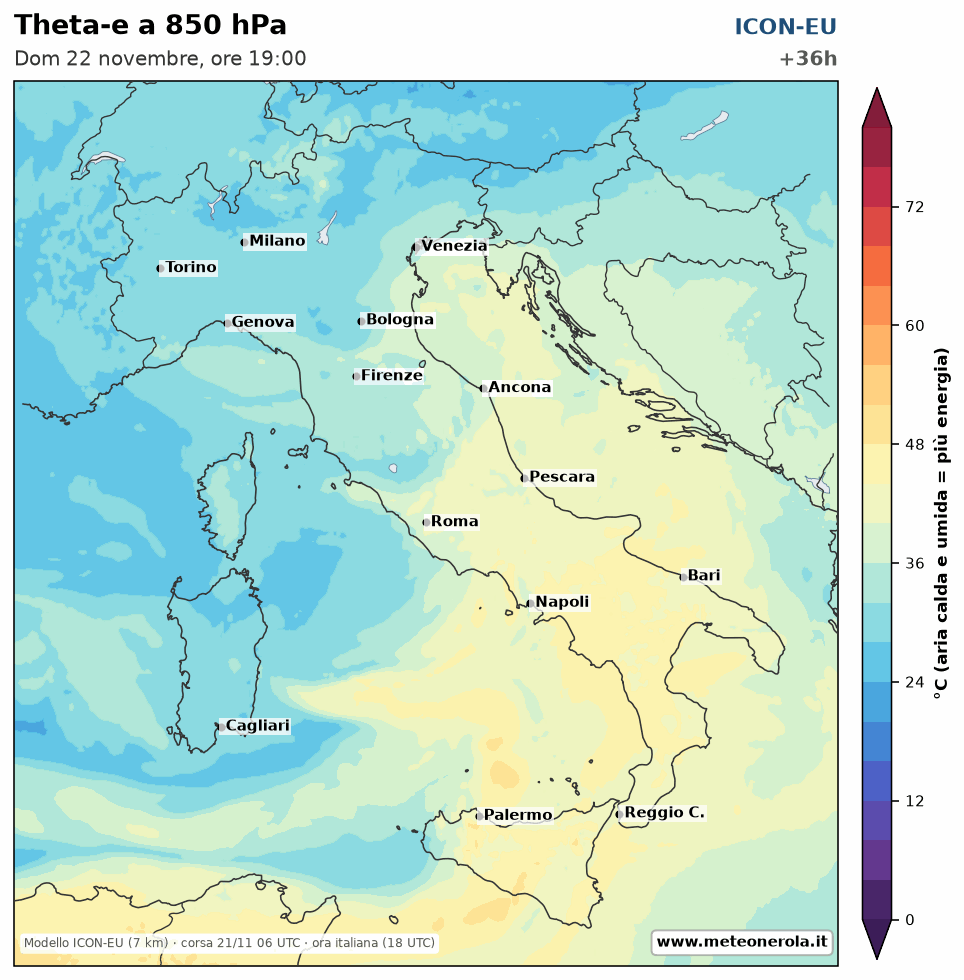 Theta-e a 850 hPa
ICON-EU
Dom 22 novembre, ore 19:00
+36h
Milano
Venezia
Torino
Genova
Bologna
Firenze
Ancona
Pescara
Roma
Bari
Napoli
Cagliari
Palermo
Reggio C.
72
60
48
36
24
12
0
°C (aria calda e umida = più energia)
Modello ICON-EU (7 km) · corsa 21/11 06 UTC · ora italiana (18 UTC)
www.meteonerola.it